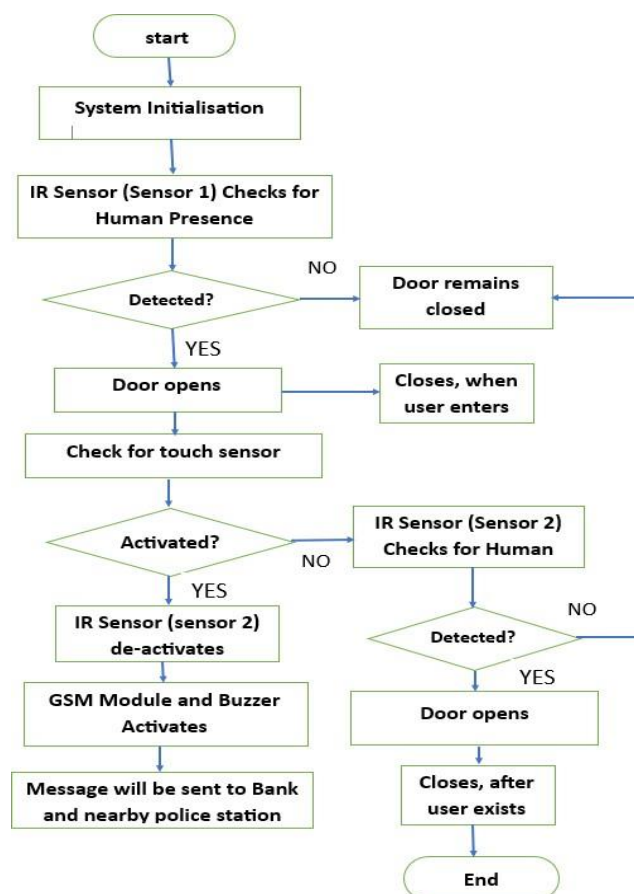 start
System Initialisation
IR Sensor (Sensor 1) Checks for
Human Presence
NO
Detected?
Door remains
closed
YES
Door opens
Closes, when
user enters
Check for touch sensor
Activated?
NO
IR Sensor (Sensor 2)
Checks for Human
YES
IR Sensor (sensor 2)
de-activates
NO
Detected?
YES
GSM Module and Buzzer
Activates
Door opens
Message will be sent to Bank
and nearby police station
Closes, after
user exists
End